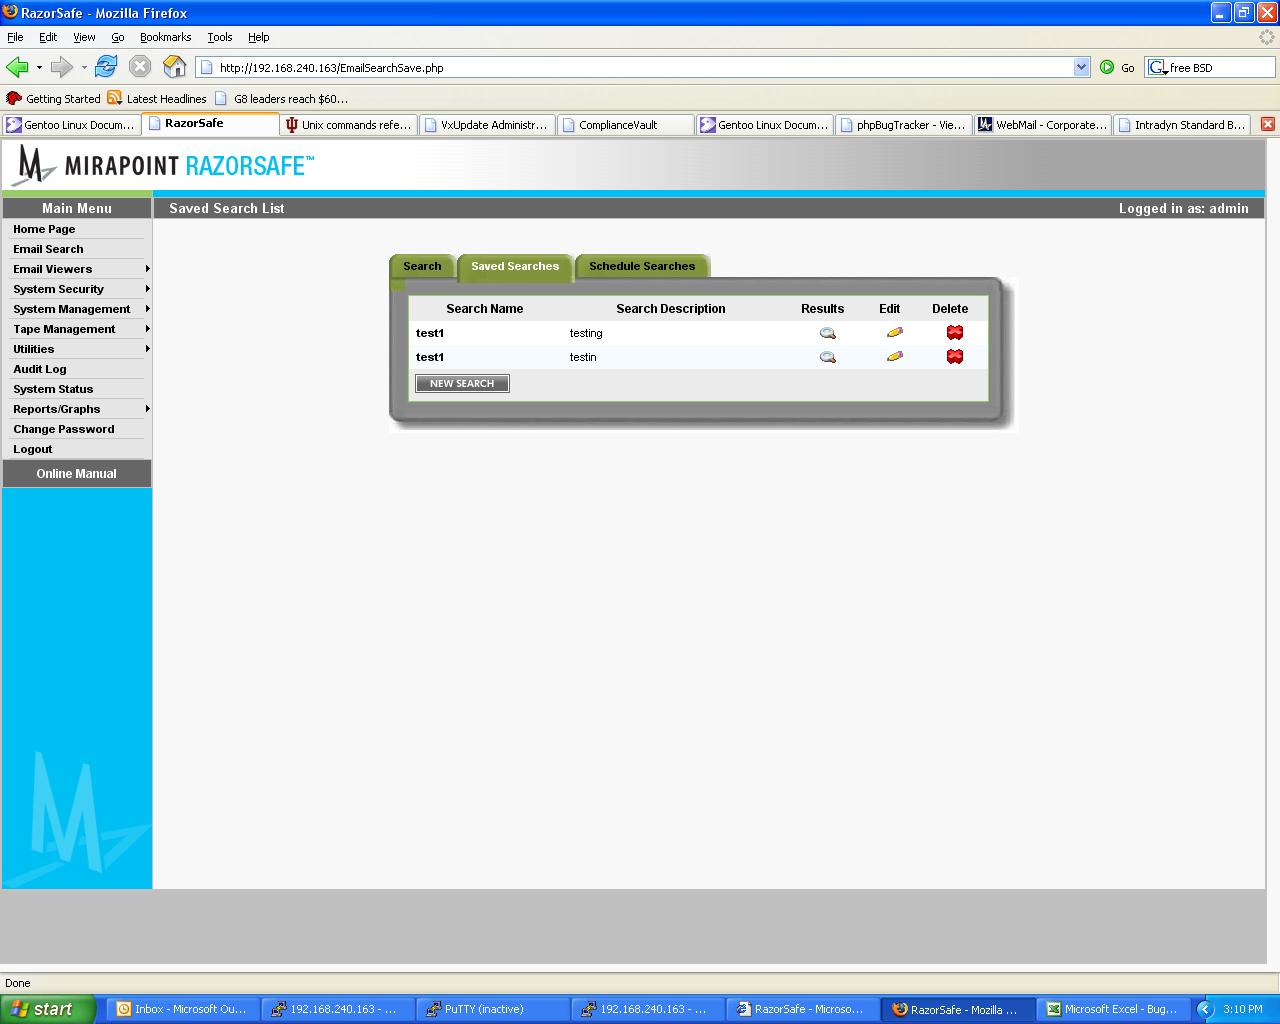 RazorSafe - Mozilla Firefox
File Edit View Go Bookmarks Tools Help
http://192.168.240.163/EmailSearchSave.php Go free BSD
Getting Started Latest Headlines G8 leaders reach $60...
Gentoo Linux Docum... RazorSafe Unix commands refe... VxUpdate Administr... ComplianceVault Gentoo Linux Docum... phpBugTracker - Vie... WebMail - Corporate... Intradyn Standard B...
MIRAPOINT RAZORSAFE™
Main Menu Saved Search List Logged in as: admin
Home Page
Email Search
Email Viewers
System Security
System Management
Tape Management
Utilities
Audit Log
System Status
Reports/Graphs
Change Password
Logout
Online Manual
Search Saved Searches Schedule Searches
Search Name Search Description Results Edit Delete
test1 testing
test1 testin
NEW SEARCH
Done
start Inbox - Microsoft Ou... 192.168.240.163 - ... PuTTY (inactive) 192.168.240.163 - ... RazorSafe - Microso... RazorSafe - Mozilla ... Microsoft Excel - Bug... 3:10 PM